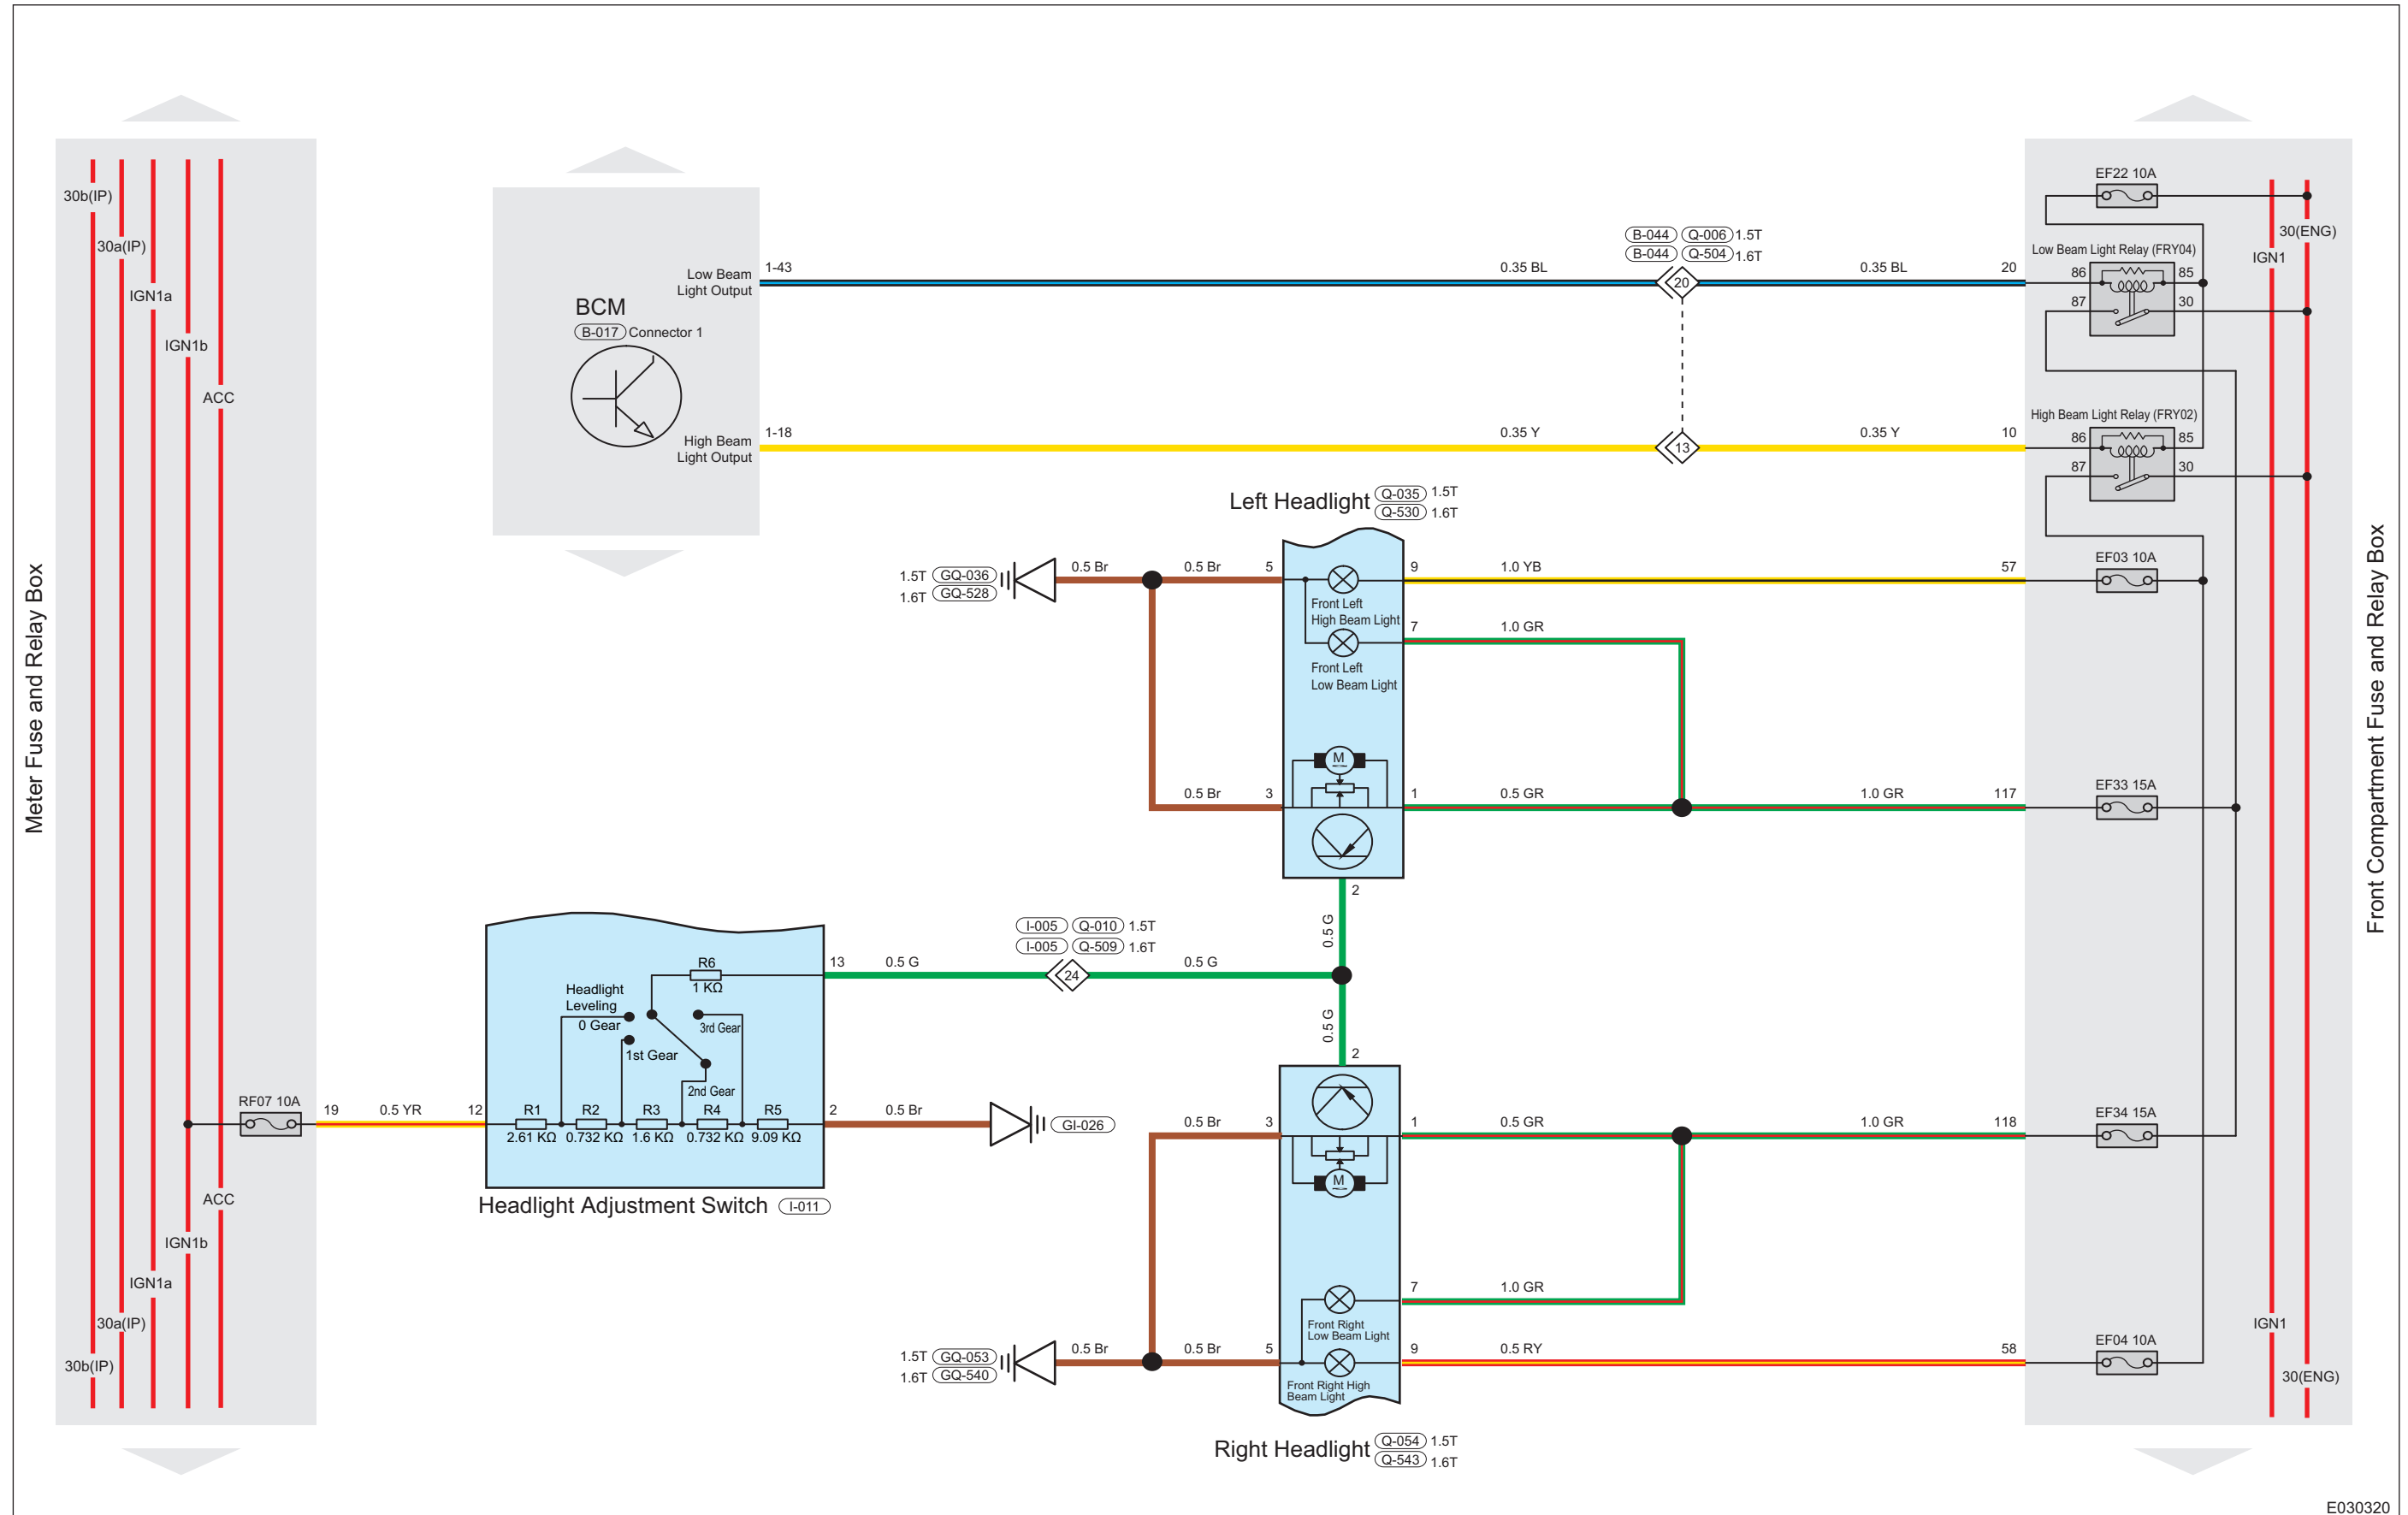 Meter Fuse and Relay Box
30b(IP)
30a(IP)
IGN1a
IGN1b
ACC
RF07 10A
ACC
IGN1b
IGN1a
30a(IP)
30b(IP)
BCM
B-017 Connector 1
Low Beam
Light Output
High Beam
Light Output
1-43
0.35 BL
B-044 Q-006 1.5T
B-044 Q-504 1.6T
20
0.35 BL
20
1-18
0.35 Y
13
0.35 Y
10
EF22 10A
30(ENG)
IGN1
Low Beam Light Relay (FRY04)
86
85
87
30
High Beam Light Relay (FRY02)
86
85
87
30
Left Headlight
Q-035 1.5T
Q-530 1.6T
1.5T GQ-036
1.6T GQ-528
0.5 Br
0.5 Br
5
9
1.0 YB
57
EF03 10A
Front Left
High Beam Light
7
1.0 GR
Front Left
Low Beam Light
M
0.5 Br
3
1
0.5 GR
1.0 GR
117
EF33 15A
2
0.5 G
I-005 Q-010 1.5T
I-005 Q-509 1.6T
13
0.5 G
24
0.5 G
0.5 G
2
R6
1 KΩ
Headlight
Leveling
0 Gear
3rd Gear
1st Gear
2nd Gear
19
0.5 YR
12
R1
R2
R3
R4
R5
2.61 KΩ
0.732 KΩ
1.6 KΩ
0.732 KΩ
9.09 KΩ
2
0.5 Br
GI-026
Headlight Adjustment Switch I-011
0.5 Br
3
1
0.5 GR
1.0 GR
118
EF34 15A
M
7
1.0 GR
Front Right
Low Beam Light
1.5T GQ-053
1.6T GQ-540
0.5 Br
0.5 Br
5
9
0.5 RY
58
EF04 10A
Front Right High
Beam Light
Right Headlight
Q-054 1.5T
Q-543 1.6T
IGN1
30(ENG)
Front Compartment Fuse and Relay Box
E030320